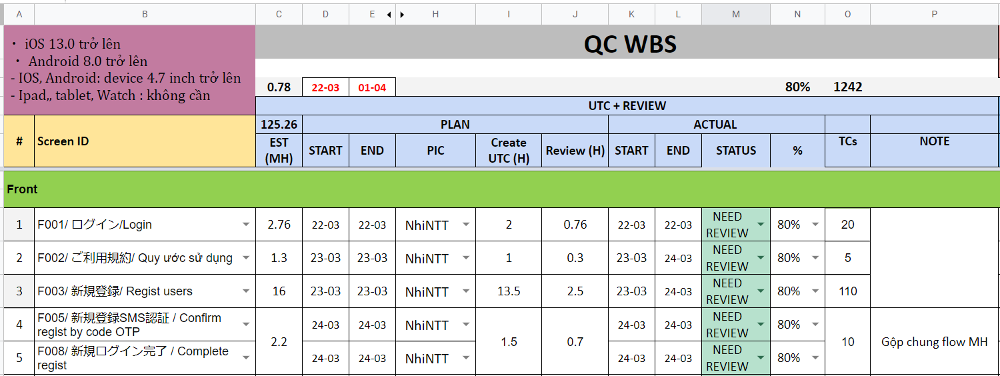 A B C D E H I J K L M N O P
・ iOS 13.0 trở lên
・ Android 8.0 trở lên
- IOS, Android: device 4.7 inch trở lên
- Ipad,, tablet, Watch : không cần
QC WBS
0.78 22-03 01-04 80% 1242
UTC + REVIEW
125.26 PLAN ACTUAL
# Screen ID EST (MH) START END PIC Create UTC (H) Review (H) START END STATUS % TCs NOTE
Front
1 F001/ ログイン/Login 2.76 22-03 22-03 NhiNTT 2 0.76 22-03 22-03 NEED REVIEW 80% 20
2 F002/ ご利用規約/ Quy ước sử dụng 1.3 23-03 23-03 NhiNTT 1 0.3 23-03 24-03 NEED REVIEW 80% 5
3 F003/ 新規登録/ Regist users 16 23-03 23-03 NhiNTT 13.5 2.5 23-03 24-03 NEED REVIEW 80% 110
4 F005/ 新規登録SMS認証 / Confirm regist by code OTP 2.2 24-03 24-03 NhiNTT 1.5 0.7 24-03 24-03 NEED REVIEW 80% 10 Gộp chung flow MH
5 F008/ 新規ログイン完了 / Complete regist 24-03 24-03 NhiNTT 24-03 24-03 NEED REVIEW 80%